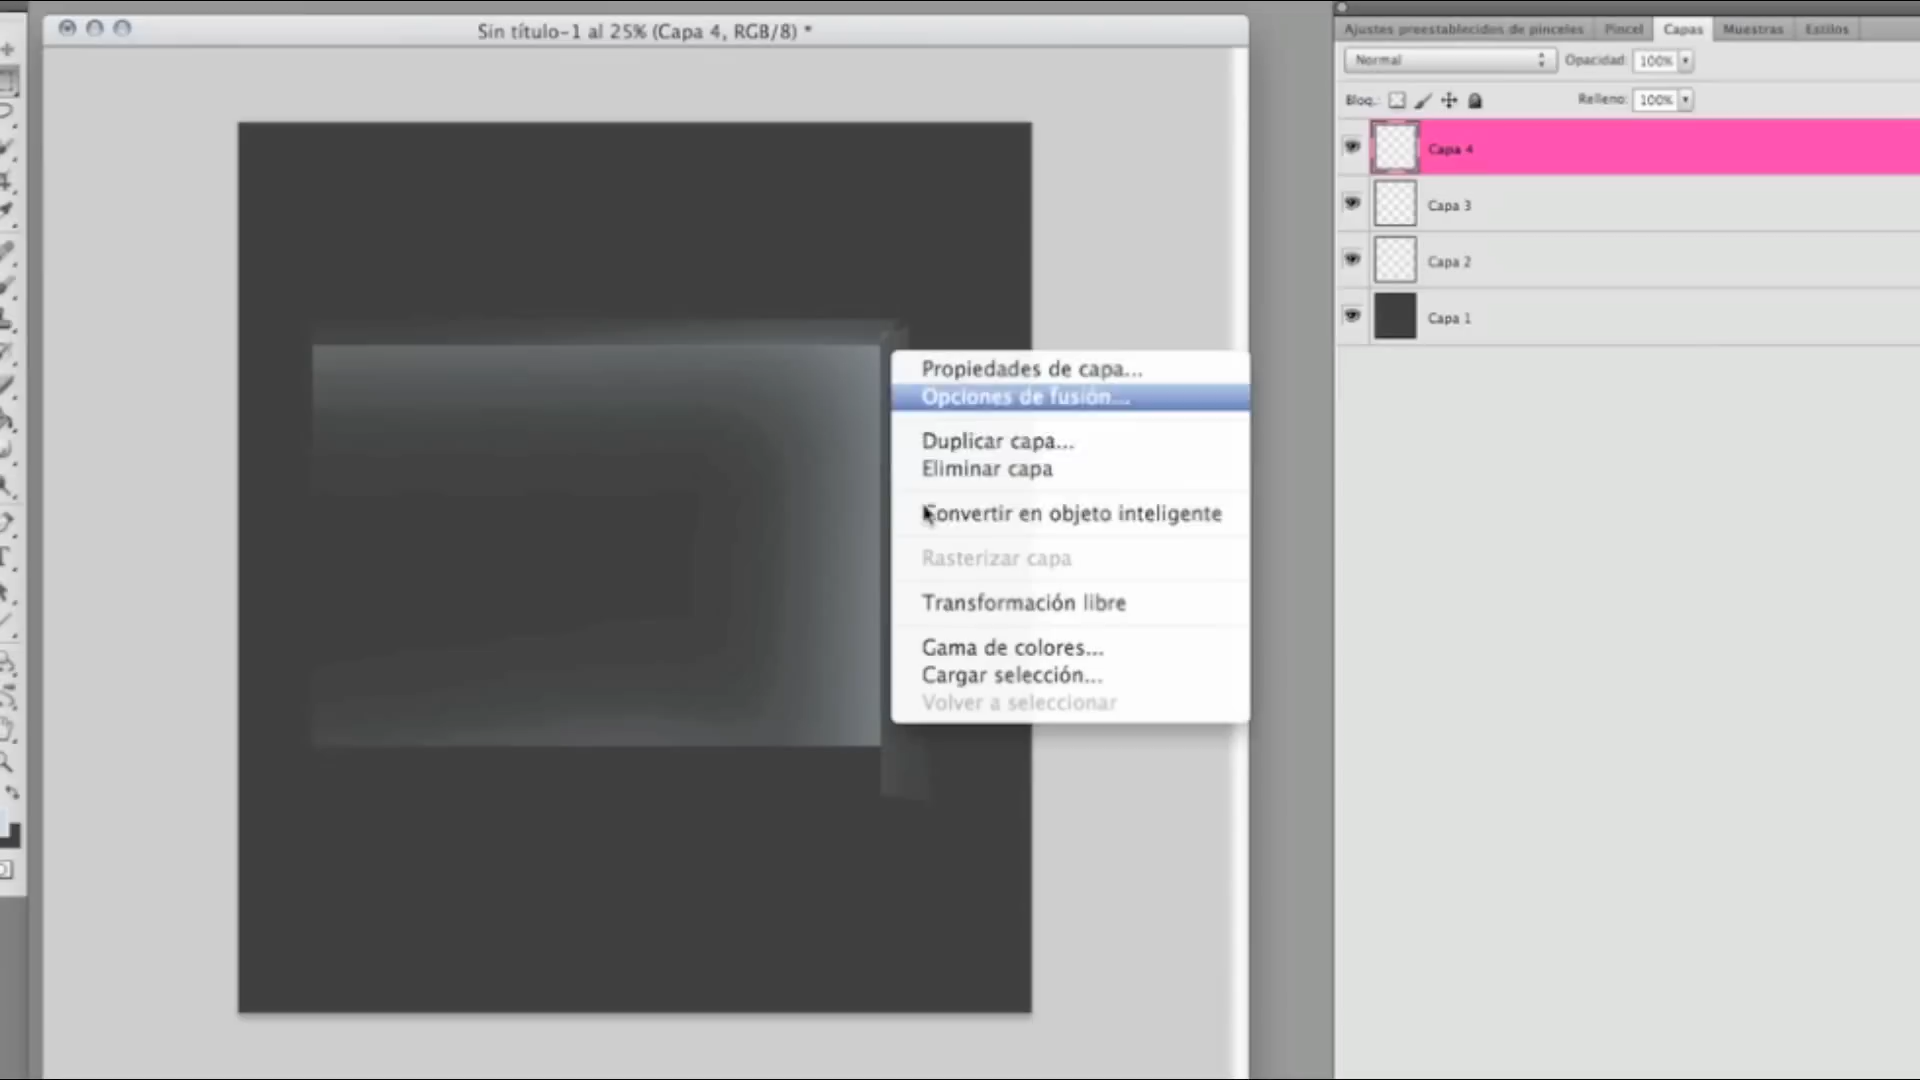 Sin título-1 al 25% (Capa 4, RGB/8) *
Ajustes preestablecidos de pinceles
Pincel
Capas
Muestras
Estilos
Normal
Opacidad: 100%
Bloq.:
Relleno: 100%
Capa 4
Capa 3
Capa 2
Capa 1
Propiedades de capa...
Opciones de fusión...
Duplicar capa...
Eliminar capa
Convertir en objeto inteligente
Rasterizar capa
Transformación libre
Gama de colores...
Cargar selección...
Volver a seleccionar